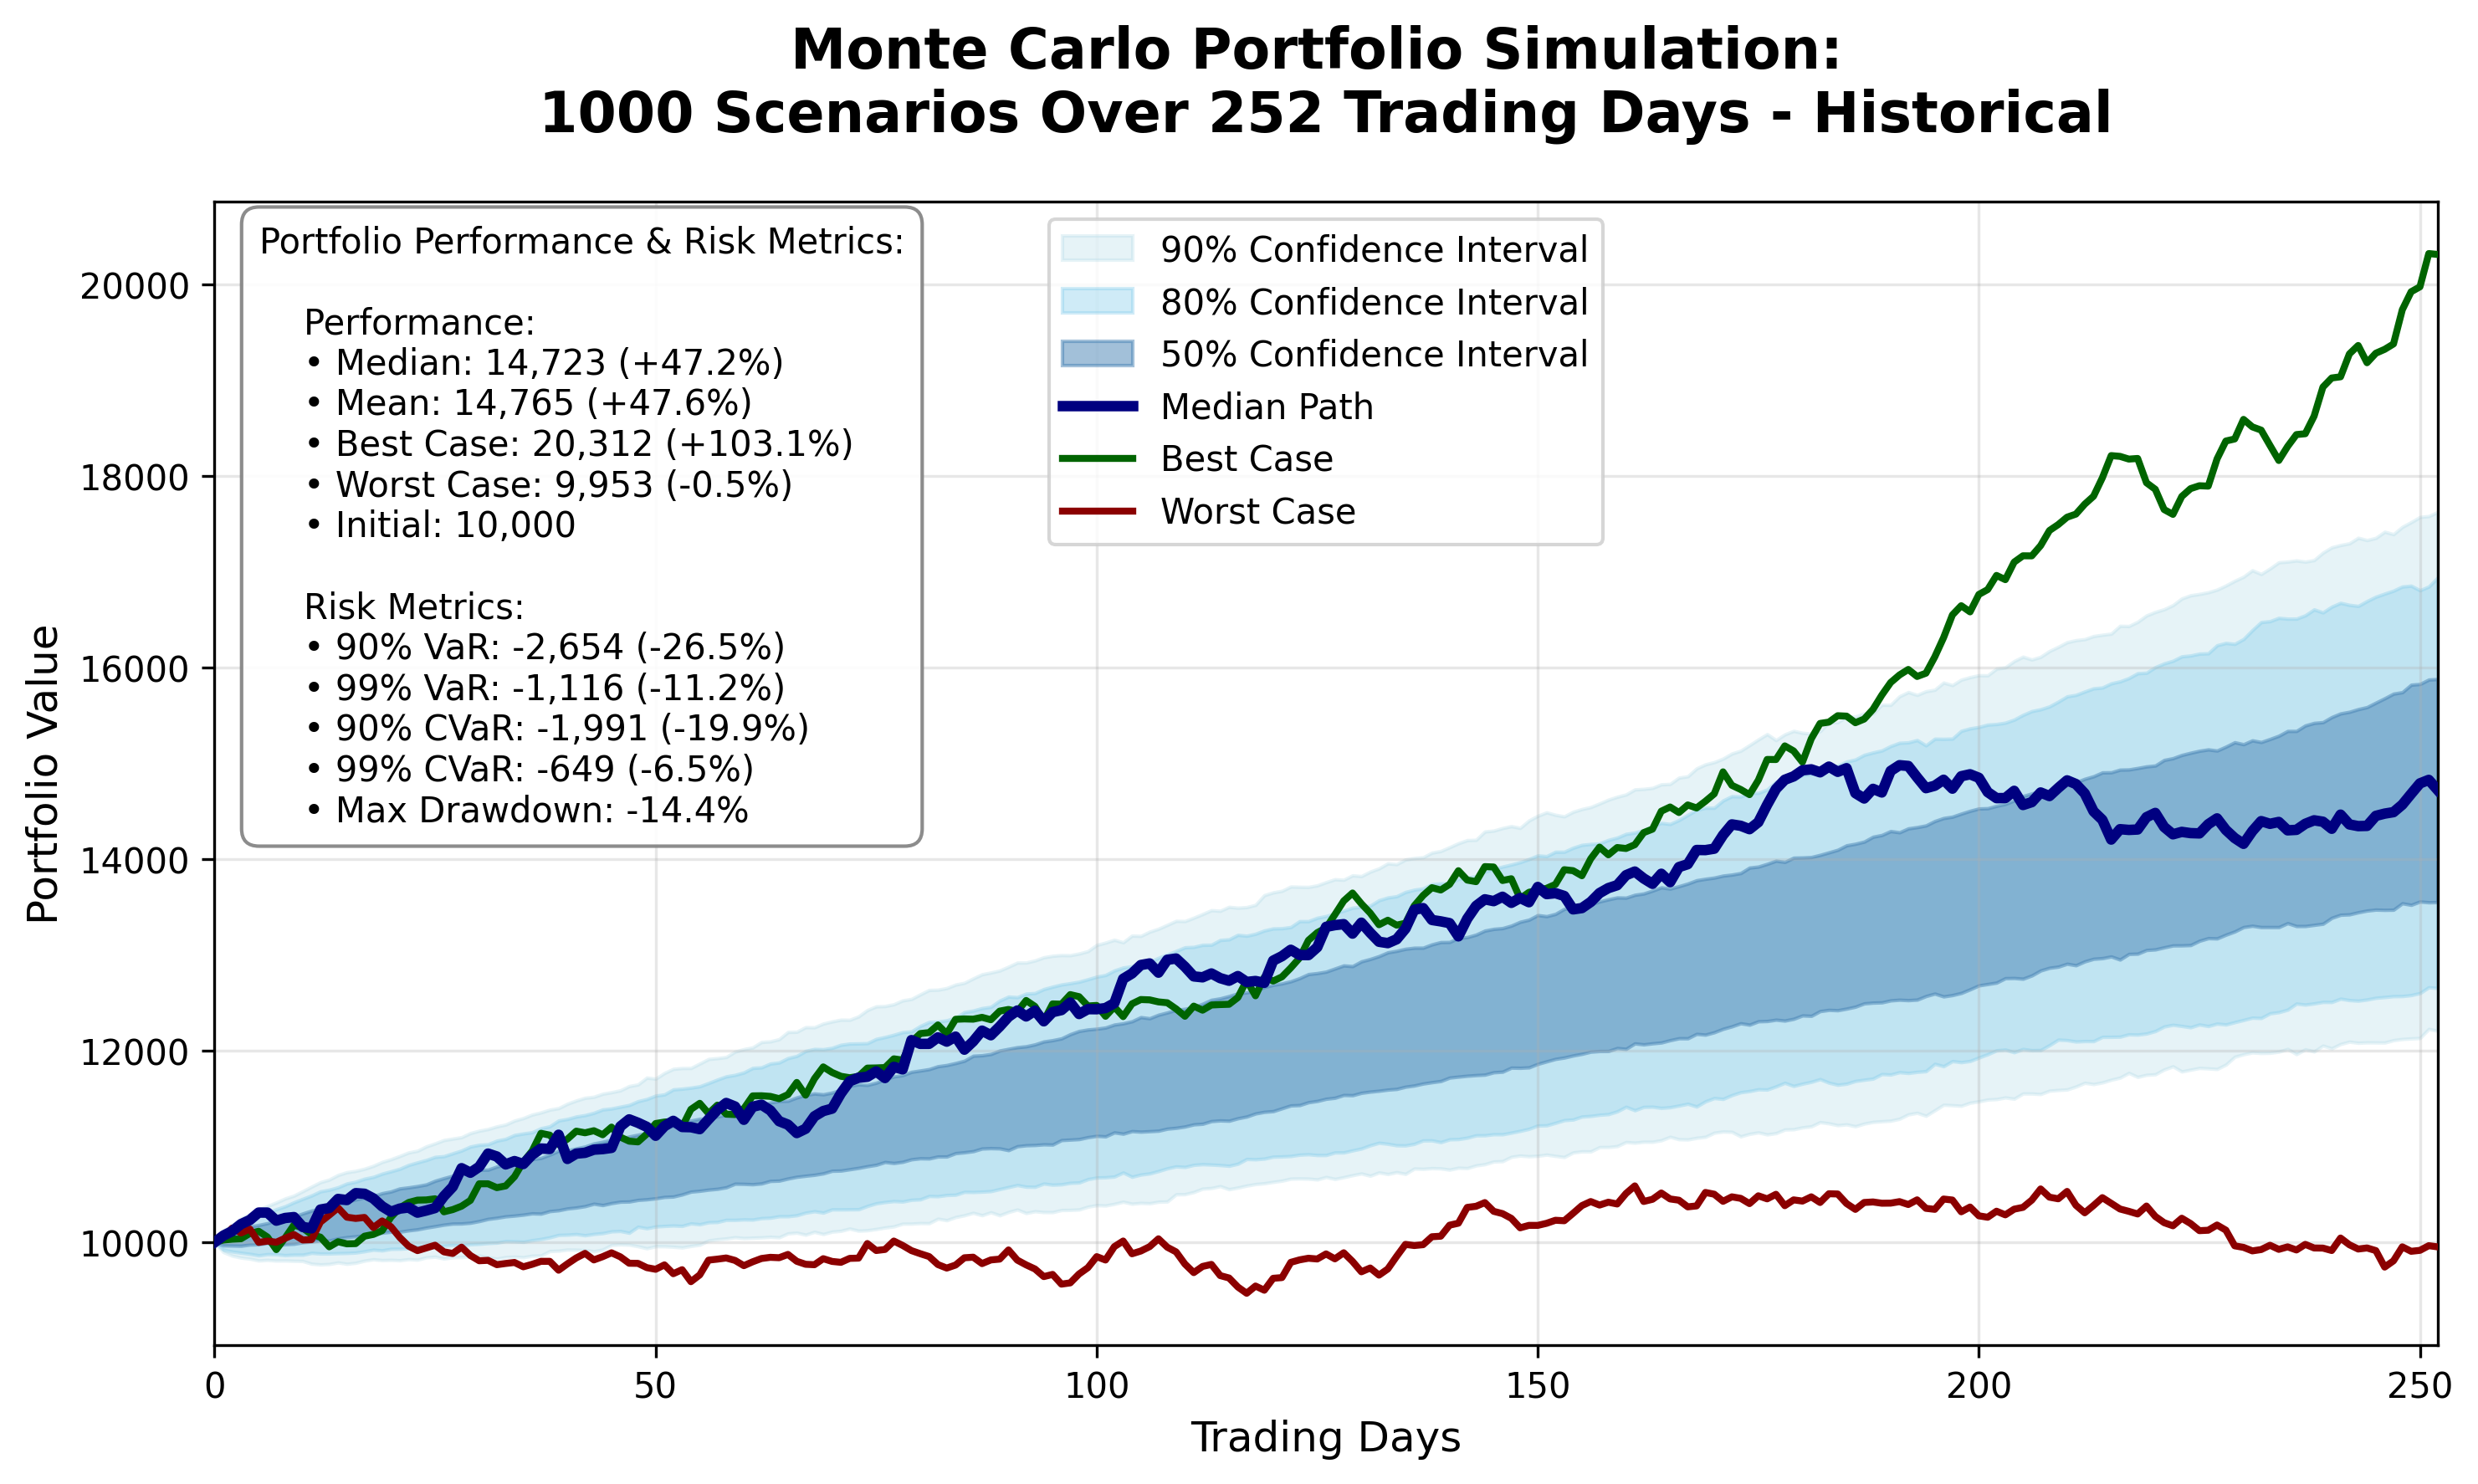 Monte Carlo Portfolio Simulation:
1000 Scenarios Over 252 Trading Days - Historical
Portfolio Performance & Risk Metrics:
Performance:
• Median: 14,723 (+47.2%)
• Mean: 14,765 (+47.6%)
• Best Case: 20,312 (+103.1%)
• Worst Case: 9,953 (-0.5%)
• Initial: 10,000
Risk Metrics:
• 90% VaR: -2,654 (-26.5%)
• 99% VaR: -1,116 (-11.2%)
• 90% CVaR: -1,991 (-19.9%)
• 99% CVaR: -649 (-6.5%)
• Max Drawdown: -14.4%
90% Confidence Interval
80% Confidence Interval
50% Confidence Interval
Median Path
Best Case
Worst Case
Portfolio Value
20000
18000
16000
14000
12000
10000
0 50 100 150 200 250
Trading Days